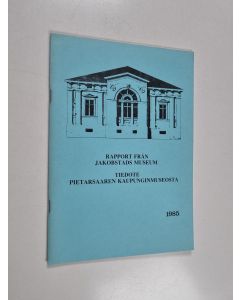 RAPPORT FRÅN
JAKOBSTADS MUSEUM
TIEDOTE
PIETARSAAREN KAUPUNGINMUSEOSTA
1985